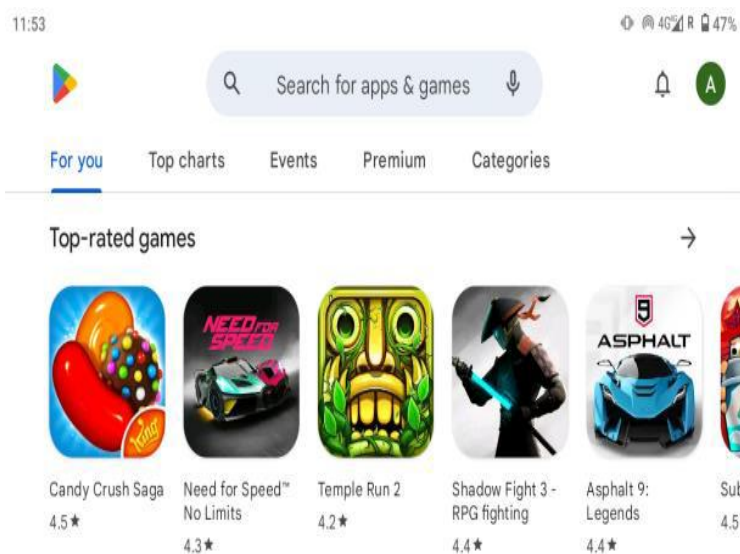 11:53
4G R 47%
Search for apps & games
A
For you Top charts Events Premium Categories
Top-rated games
NEED FOR SPEED
9
ASPHALT
King
Candy Crush Saga
4.5★
Need for Speed™
No Limits
4.3★
Temple Run 2
4.2★
Shadow Fight 3 -
RPG fighting
4.4★
Asphalt 9:
Legends
4.4★
Sub
4.5